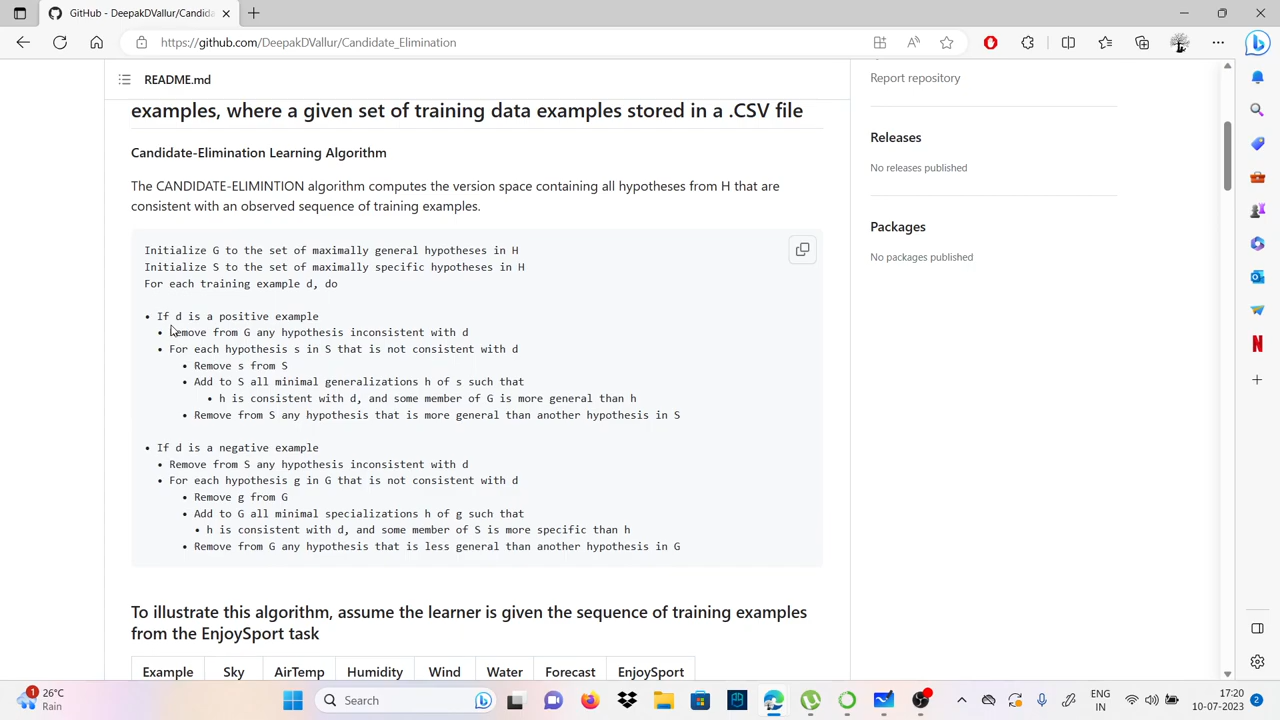 GitHub - DeepakDVallur/Candida
https://github.com/DeepakDVallur/Candidate_Elimination
README.md
Report repository
examples, where a given set of training data examples stored in a .CSV file
Releases
No releases published
Candidate-Elimination Learning Algorithm
The CANDIDATE-ELIMINTION algorithm computes the version space containing all hypotheses from H that are
consistent with an observed sequence of training examples.
Packages
No packages published
Initialize G to the set of maximally general hypotheses in H
Initialize S to the set of maximally specific hypotheses in H
For each training example d, do
• If d is a positive example
• Remove from G any hypothesis inconsistent with d
• For each hypothesis s in S that is not consistent with d
• Remove s from S
• Add to S all minimal generalizations h of s such that
• h is consistent with d, and some member of G is more general than h
• Remove from S any hypothesis that is more general than another hypothesis in S
• If d is a negative example
• Remove from S any hypothesis inconsistent with d
• For each hypothesis g in G that is not consistent with d
• Remove g from G
• Add to G all minimal specializations h of g such that
• h is consistent with d, and some member of S is more specific than h
• Remove from G any hypothesis that is less general than another hypothesis in G
To illustrate this algorithm, assume the learner is given the sequence of training examples
from the EnjoySport task
Example Sky AirTemp Humidity Wind Water Forecast EnjoySport
1
26°C
Rain
Search
ENG
IN
17:20
10-07-2023
2